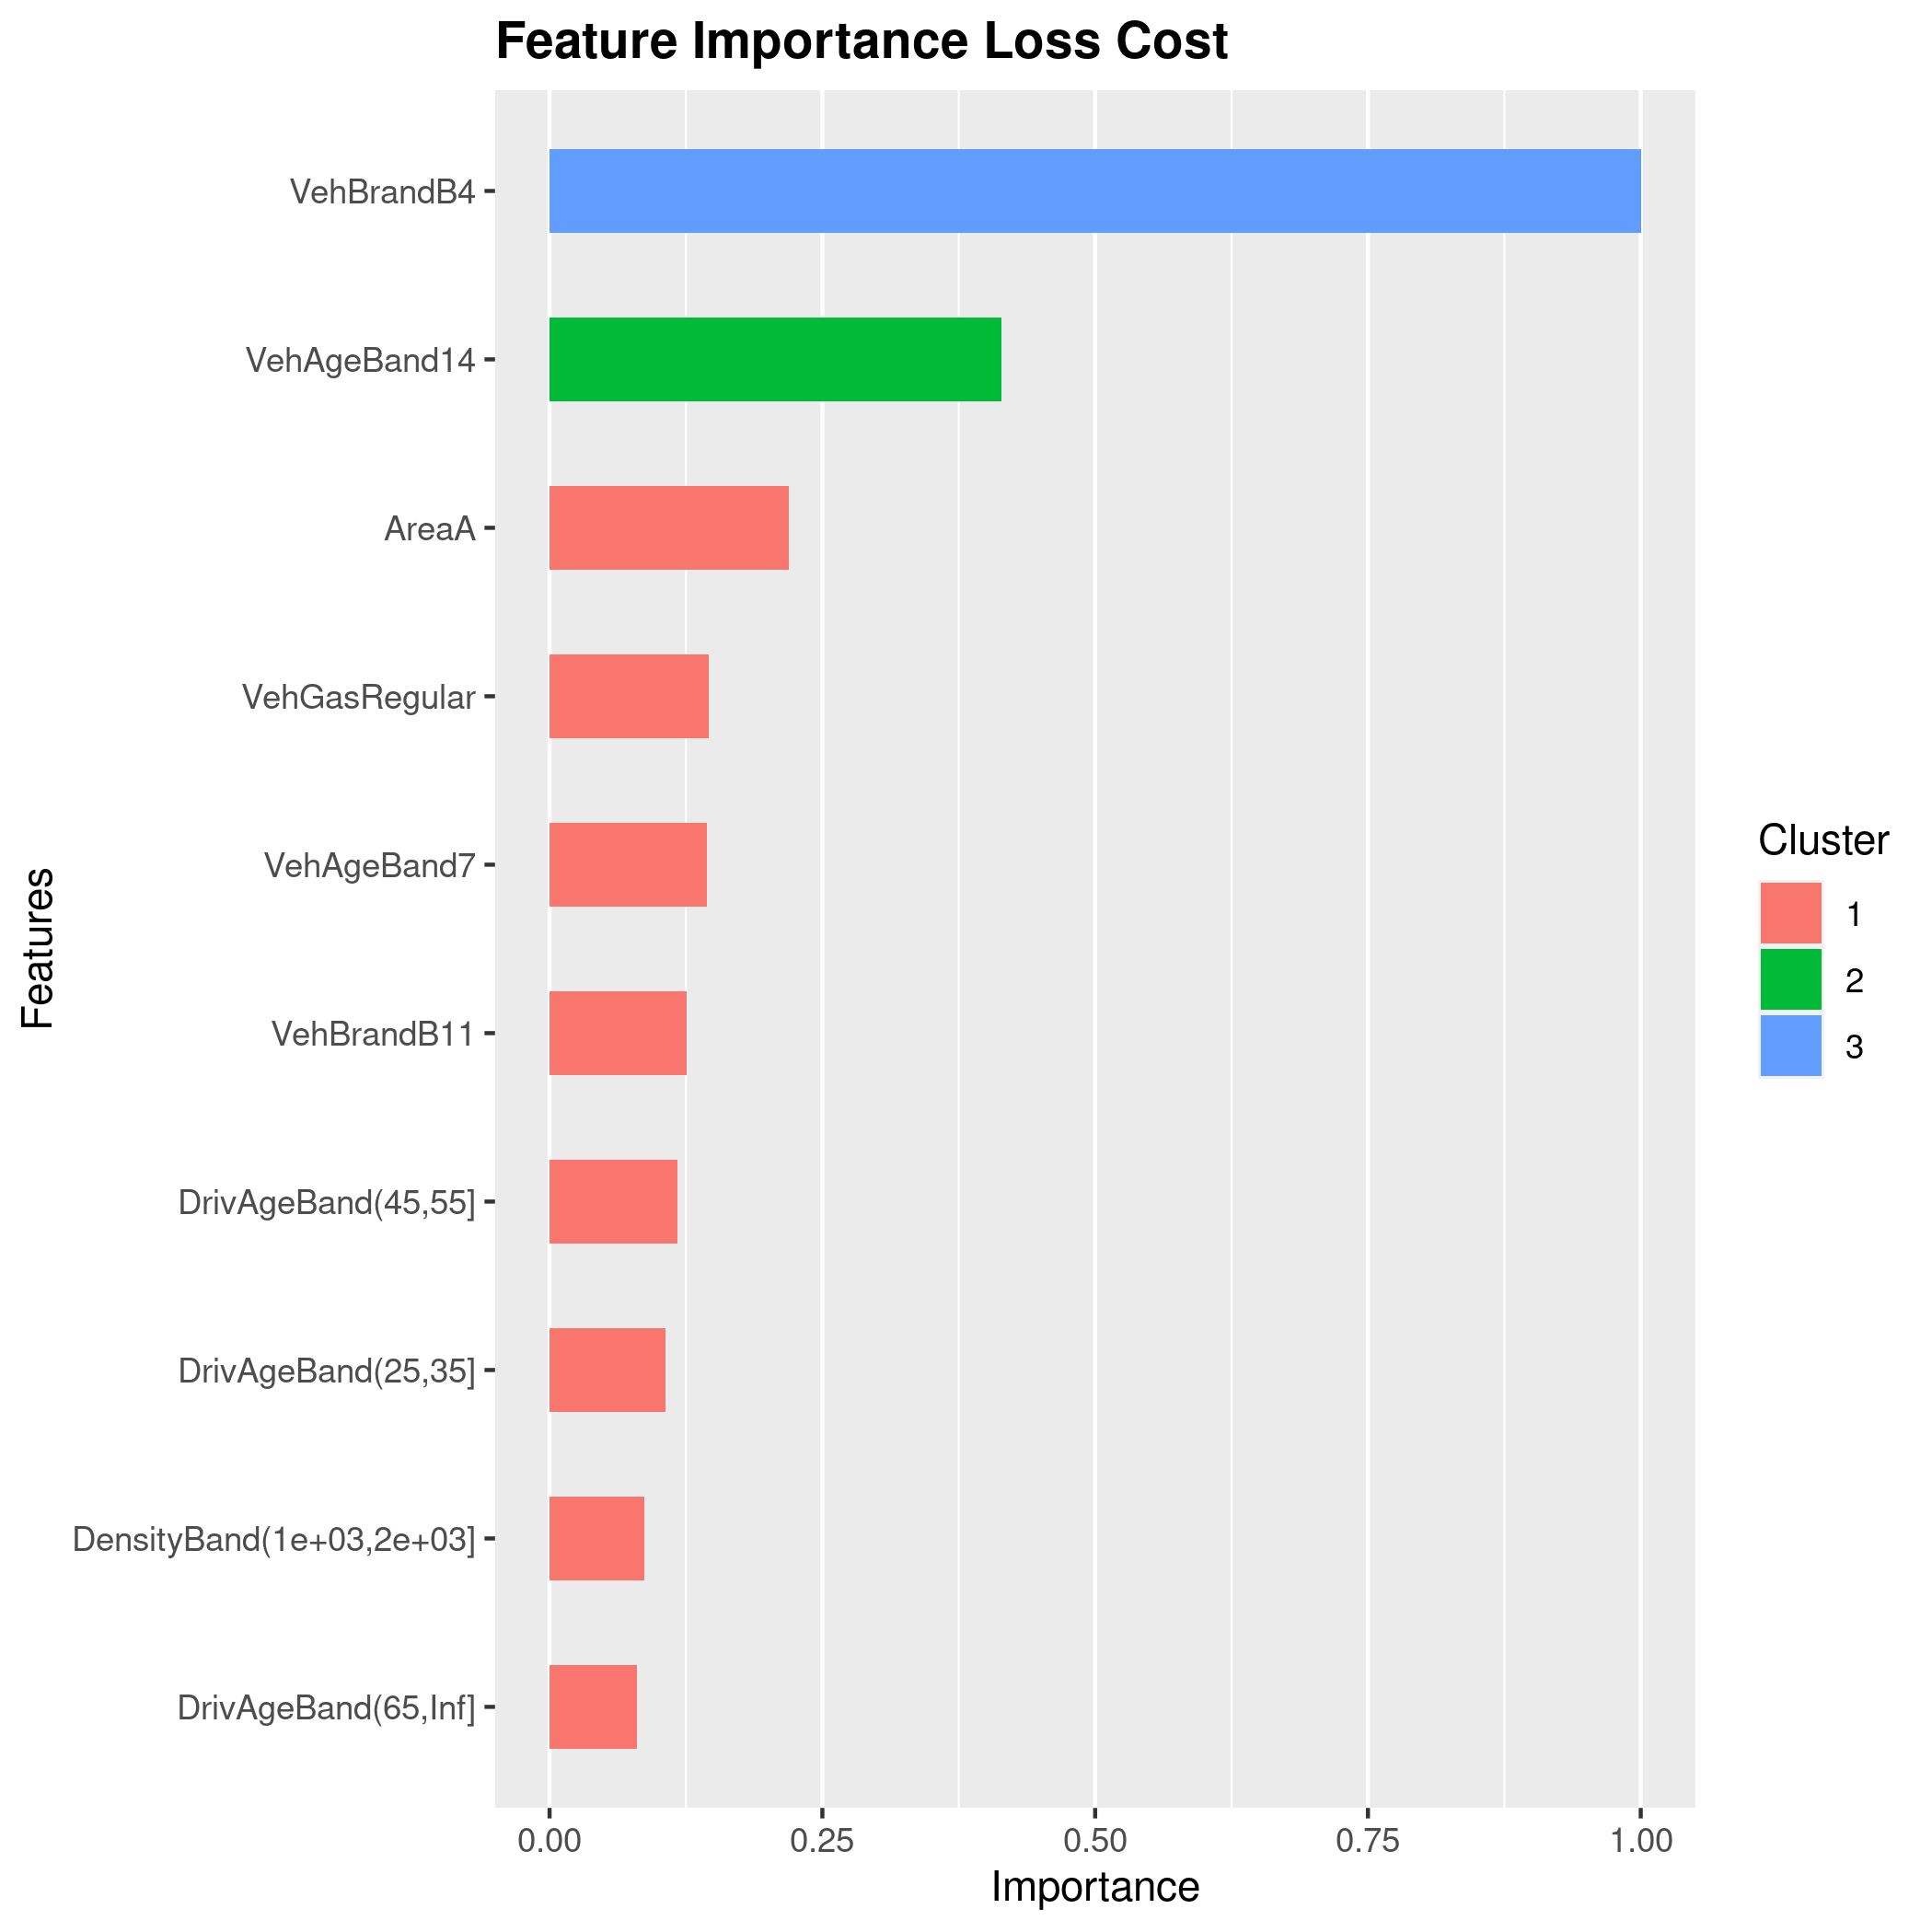 Feature Importance Loss Cost
VehBrandB4
VehAgeBand14
AreaA
VehGasRegular
VehAgeBand7
VehBrandB11
DrivAgeBand(45,55]
DrivAgeBand(25,35]
DensityBand(1e+03,2e+03]
DrivAgeBand(65,Inf]
Features
0.00 0.25 0.50 0.75 1.00
Importance
Cluster
1
2
3